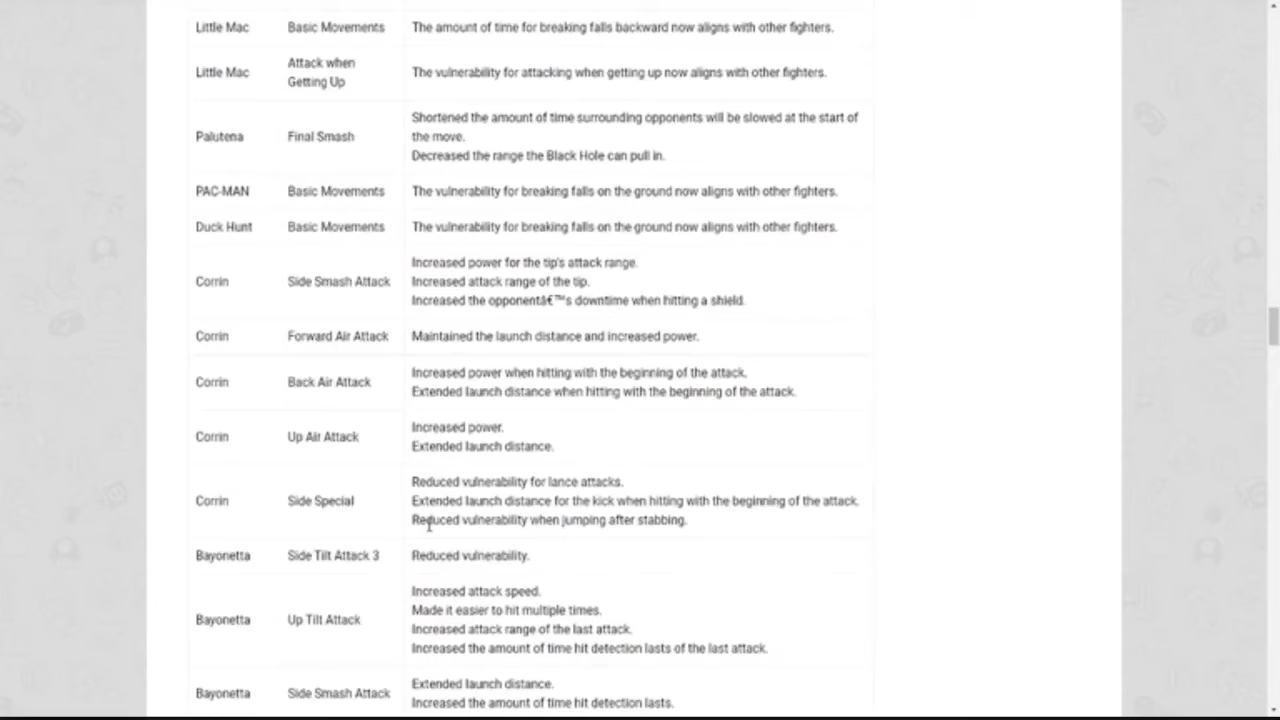 Little Mac Basic Movements The amount of time for breaking falls backward now aligns with other fighters.
Little Mac Attack when Getting Up The vulnerability for attacking when getting up now aligns with other fighters.
Palutena Final Smash Shortened the amount of time surrounding opponents will be slowed at the start of
the move.
Decreased the range the Black Hole can pull in.
PAC-MAN Basic Movements The vulnerability for breaking falls on the ground now aligns with other fighters.
Duck Hunt Basic Movements The vulnerability for breaking falls on the ground now aligns with other fighters.
Corrin Side Smash Attack Increased power for the tip's attack range.
Increased attack range of the tip.
Increased the opponentâ€™s downtime when hitting a shield.
Corrin Forward Air Attack Maintained the launch distance and increased power.
Corrin Back Air Attack Increased power when hitting with the beginning of the attack.
Extended launch distance when hitting with the beginning of the attack.
Corrin Up Air Attack Increased power.
Extended launch distance.
Corrin Side Special Reduced vulnerability for lance attacks.
Extended launch distance for the kick when hitting with the beginning of the attack.
Reduced vulnerability when jumping after stabbing.
Bayonetta Side Tilt Attack 3 Reduced vulnerability.
Bayonetta Up Tilt Attack Increased attack speed.
Made it easier to hit multiple times.
Increased attack range of the last attack.
Increased the amount of time hit detection lasts of the last attack.
Bayonetta Side Smash Attack Extended launch distance.
Increased the amount of time hit detection lasts.